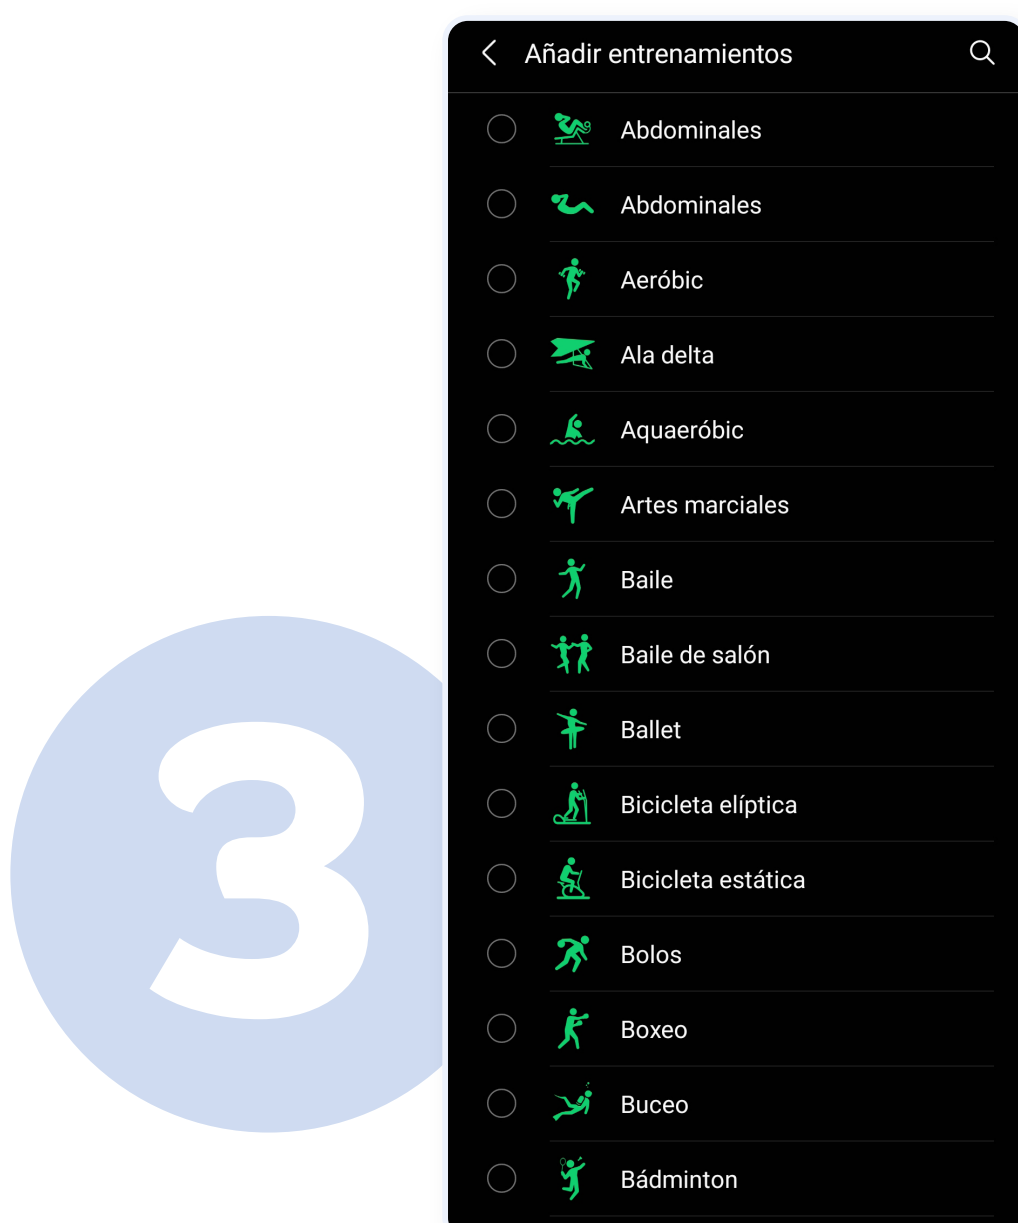 Añadir entrenamientos
Abdominales
Abdominales
Aeróbic
Ala delta
Aquaeróbic
Artes marciales
Baile
Baile de salón
Ballet
Bicicleta elíptica
Bicicleta estática
Bolos
Boxeo
Buceo
Bádminton
3